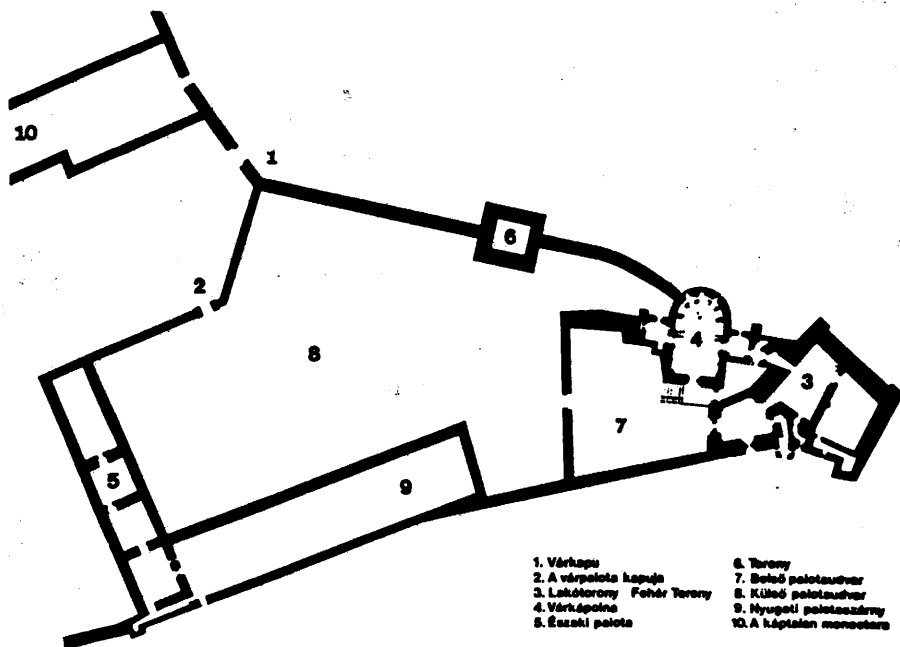 10
1
6
2
4
8
3
7
5
9
1. Várkapu
2. A várpalota kapuja
3. Lakótorony Fehér Torony
4. Várkápolna
5. Északi palota
6. Torony
7. Belső palotaudvar
8. Külső palotaudvar
9. Nyugati palotaszárny
10. A káptalan monostora